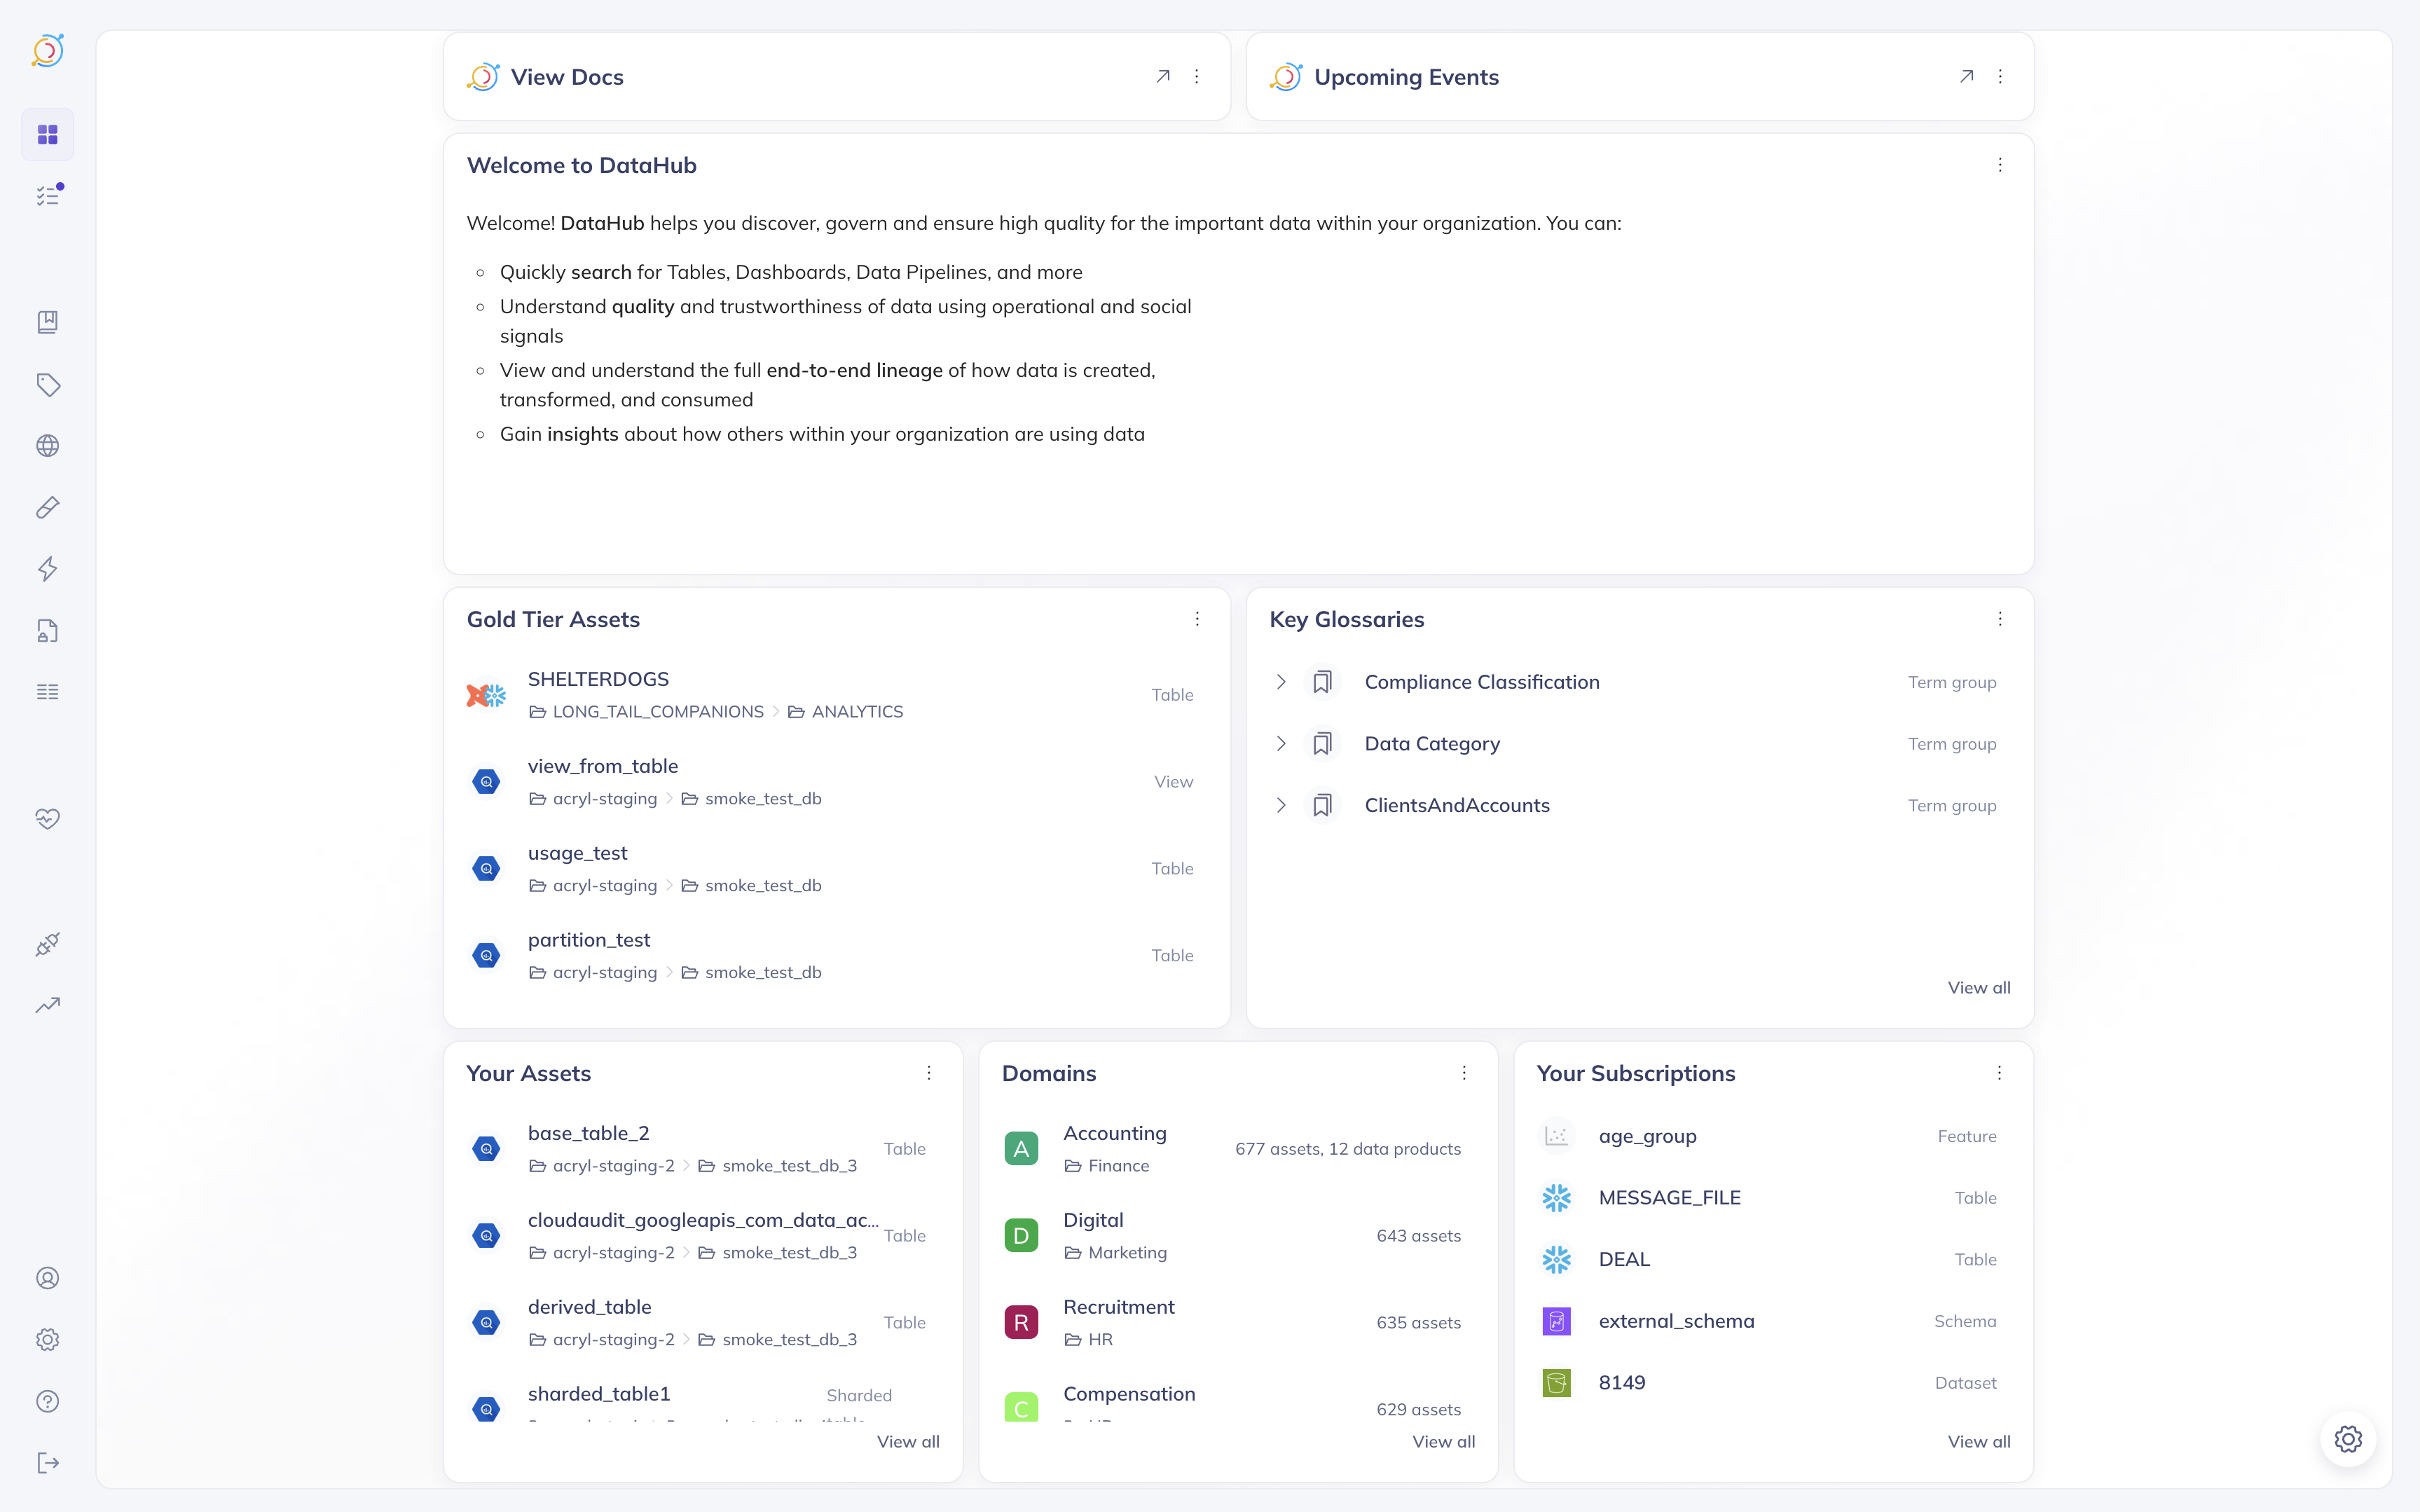 View Docs
Upcoming Events
Welcome to DataHub
Welcome! DataHub helps you discover, govern and ensure high quality for the important data within your organization. You can:
Quickly search for Tables, Dashboards, Data Pipelines, and more
Understand quality and trustworthiness of data using operational and social
signals
View and understand the full end-to-end lineage of how data is created,
transformed, and consumed
Gain insights about how others within your organization are using data
Gold Tier Assets
SHELTERDOGS
LONG_TAIL_COMPANIONS ANALYTICS
Table
view_from_table
acryl-staging smoke_test_db
View
usage_test
acryl-staging smoke_test_db
Table
partition_test
acryl-staging smoke_test_db
Table
Key Glossaries
Compliance Classification Term group
Data Category Term group
ClientsAndAccounts Term group
View all
Your Assets
base_table_2
acryl-staging-2 smoke_test_db_3
Table
cloudaudit_googleapis_com_data_ac...
acryl-staging-2 smoke_test_db_3
Table
derived_table
acryl-staging-2 smoke_test_db_3
Table
sharded_table1
Sharded
View all
Domains
A
Accounting
Finance
677 assets, 12 data products
D
Digital
Marketing
643 assets
R
Recruitment
HR
635 assets
C
Compensation
629 assets
View all
Your Subscriptions
age_group Feature
MESSAGE_FILE Table
DEAL Table
external_schema Schema
8149 Dataset
View all